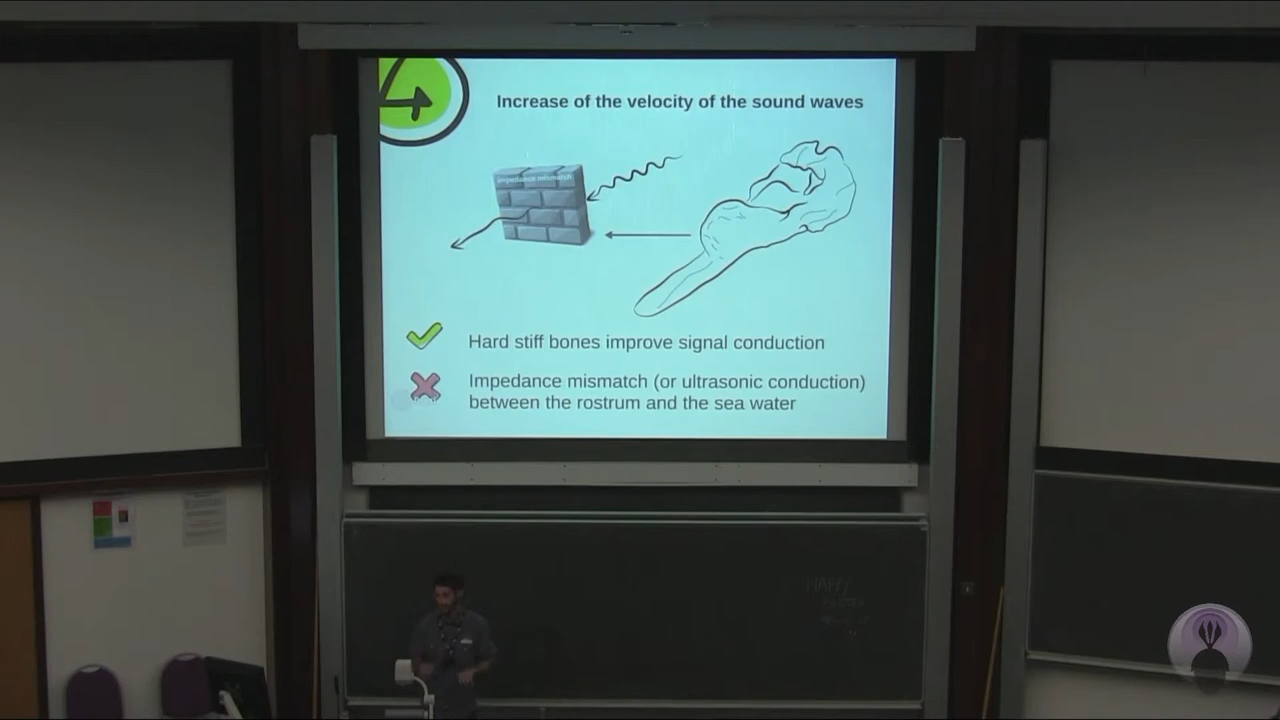 Increase of the velocity of the sound waves
impedance mismatch
Hard stiff bones improve signal conduction
Impedance mismatch (or ultrasonic conduction)
between the rostrum and the sea water
HAPPY